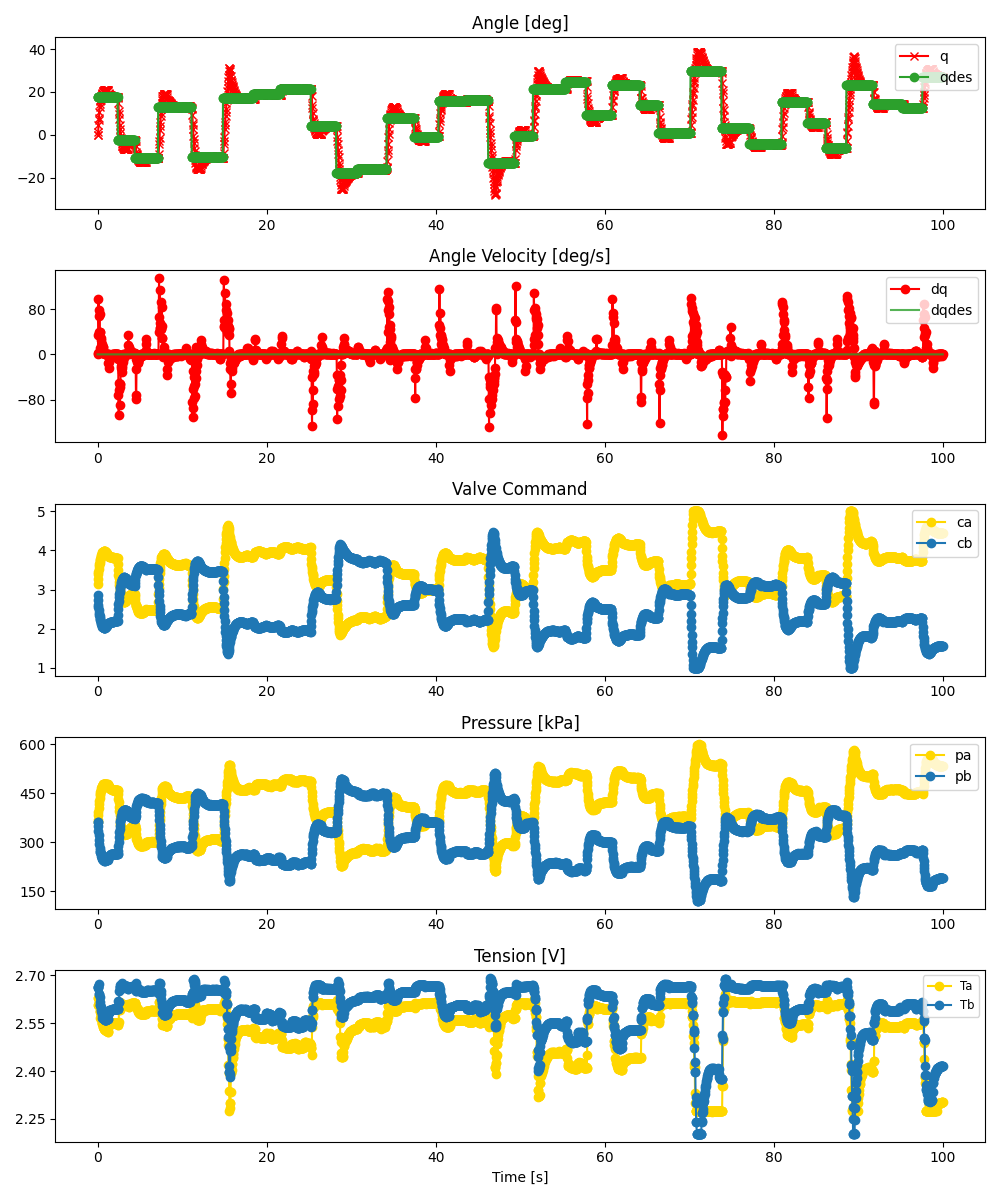 Angle [deg]
40
20
0
−20
q
qdes
0 20 40 60 80 100
Angle Velocity [deg/s]
80
0
−80
dq
dqdes
0 20 40 60 80 100
Valve Command
5
4
3
2
1
ca
cb
0 20 40 60 80 100
Pressure [kPa]
600
450
300
150
pa
pb
0 20 40 60 80 100
Tension [V]
2.70
2.55
2.40
2.25
Ta
Tb
0 20 40 60 80 100
Time [s]